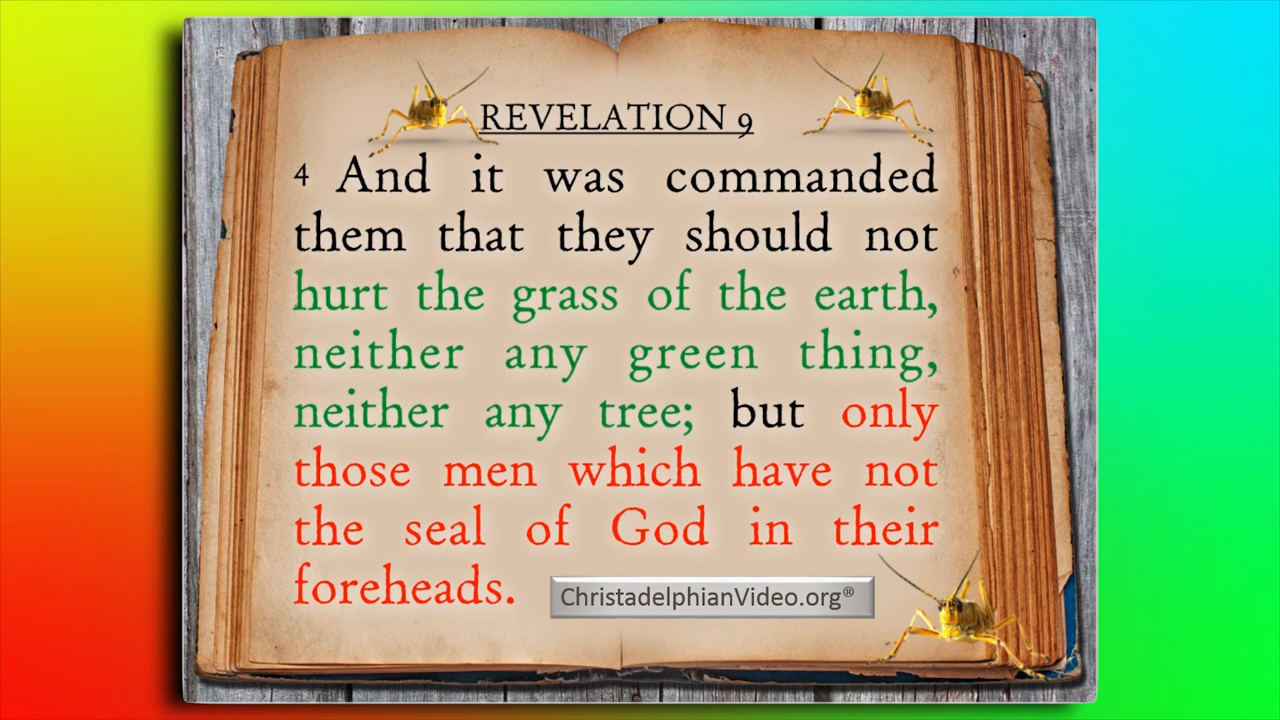 REVELATION 9
4 And it was commanded
them that they should not
hurt the grass of the earth,
neither any green thing,
neither any tree; but only
those men which have not
the seal of God in their
foreheads.
ChristadelphianVideo.org®